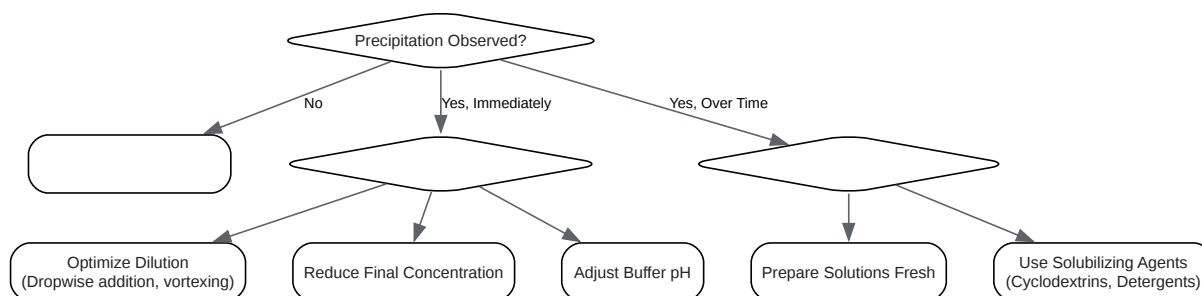 Precipitation Observed?
No
Yes, Immediately
Yes, Over Time
Optimize Dilution
(Dropwise addition, vortexing)
Reduce Final Concentration
Adjust Buffer pH
Prepare Solutions Fresh
Use Solubilizing Agents
(Cyclodextrins, Detergents)